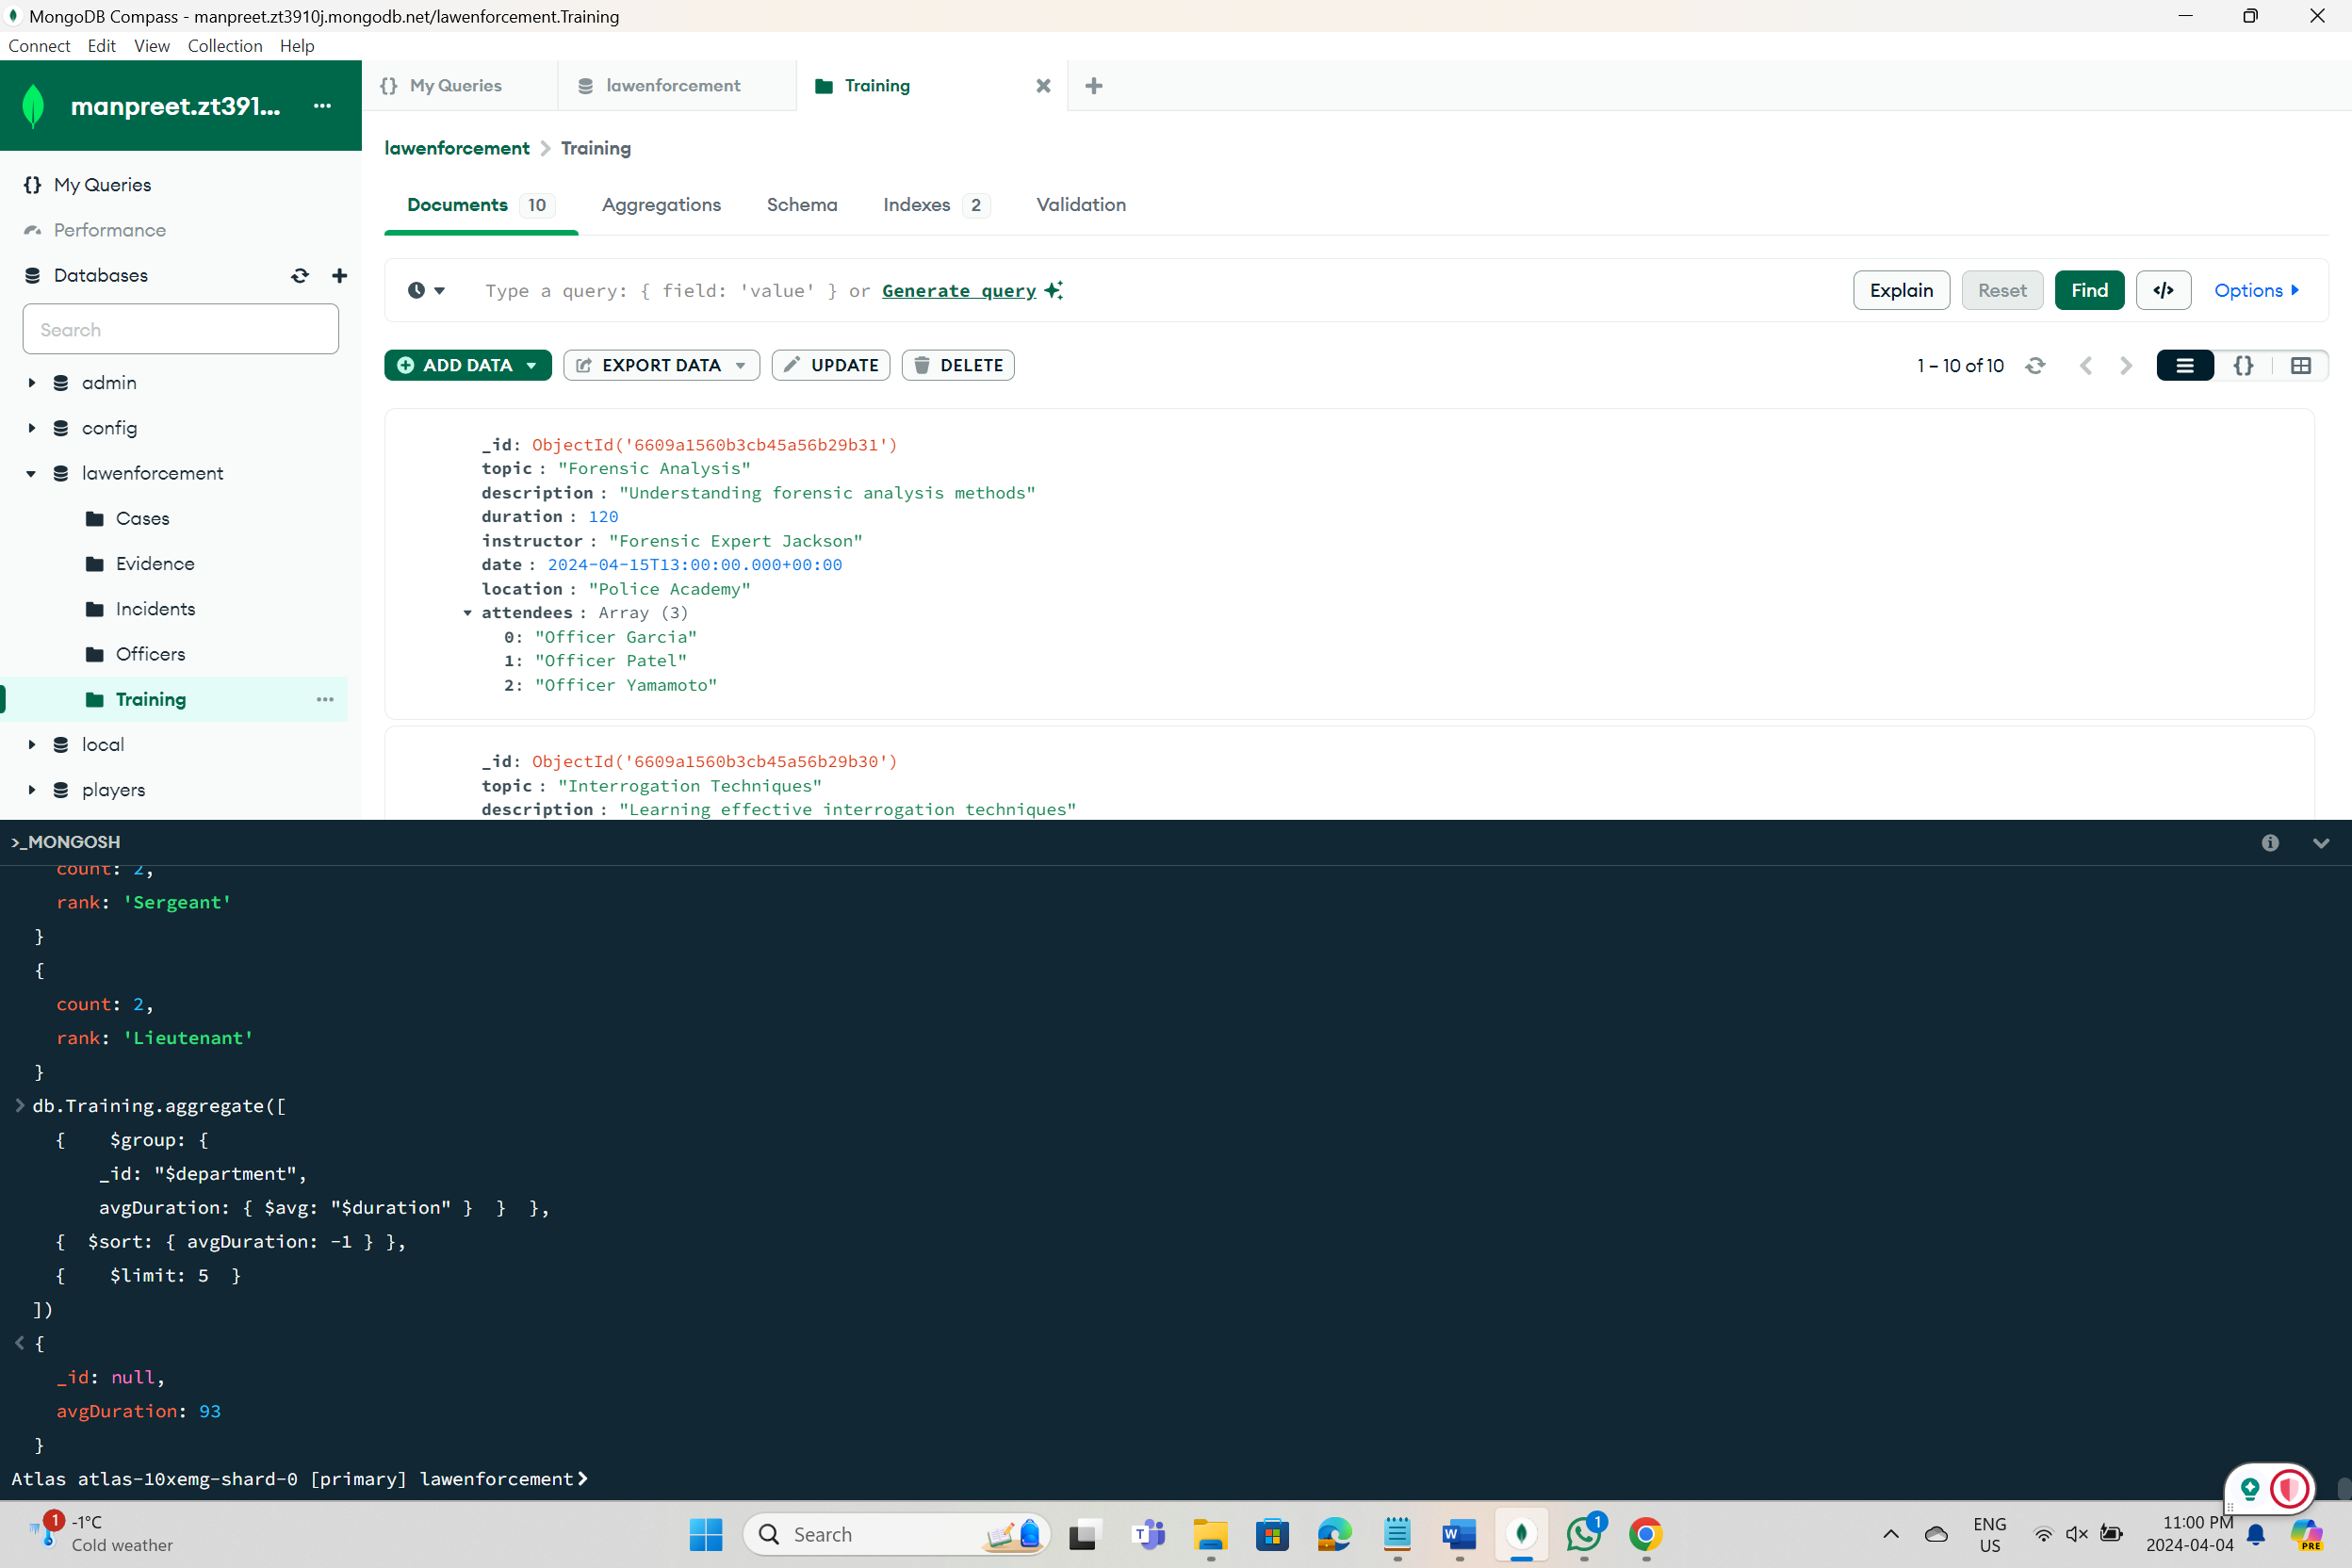 MongoDB Compass - manpreet.zt3910j.mongodb.net/lawenforcement.Training
Connect Edit View Collection Help
manpreet.zt391... ...
My Queries
Performance
Databases
Search
admin
config
lawenforcement
Cases
Evidence
Incidents
Officers
Training ...
local
players
{} My Queries lawenforcement Training
lawenforcement > Training
Documents 10 Aggregations Schema Indexes 2 Validation
Type a query: { field: 'value' } or Generate query
Explain Reset Find </> Options
ADD DATA EXPORT DATA UPDATE DELETE
1 – 10 of 10 {}
_id: ObjectId('6609a1560b3cb45a56b29b31')
topic : "Forensic Analysis"
description : "Understanding forensic analysis methods"
duration : 120
instructor : "Forensic Expert Jackson"
date : 2024-04-15T13:00:00.000+00:00
location : "Police Academy"
attendees : Array (3)
0: "Officer Garcia"
1: "Officer Patel"
2: "Officer Yamamoto"
_id: ObjectId('6609a1560b3cb45a56b29b30')
topic : "Interrogation Techniques"
description : "Learning effective interrogation techniques"
>_MONGOSH
count: 2,
rank: 'Sergeant'
}
{
count: 2,
rank: 'Lieutenant'
}
> db.Training.aggregate([
{ $group: {
_id: "$department",
avgDuration: { $avg: "$duration" } } },
{ $sort: { avgDuration: -1 } },
{ $limit: 5 }
])
< {
_id: null,
avgDuration: 93
}
Atlas atlas-10xemg-shard-0 [primary] lawenforcement>
1
-1°C
Cold weather
Search
T
W
1
ENG
US
11:00 PM
2024-04-04
PRE